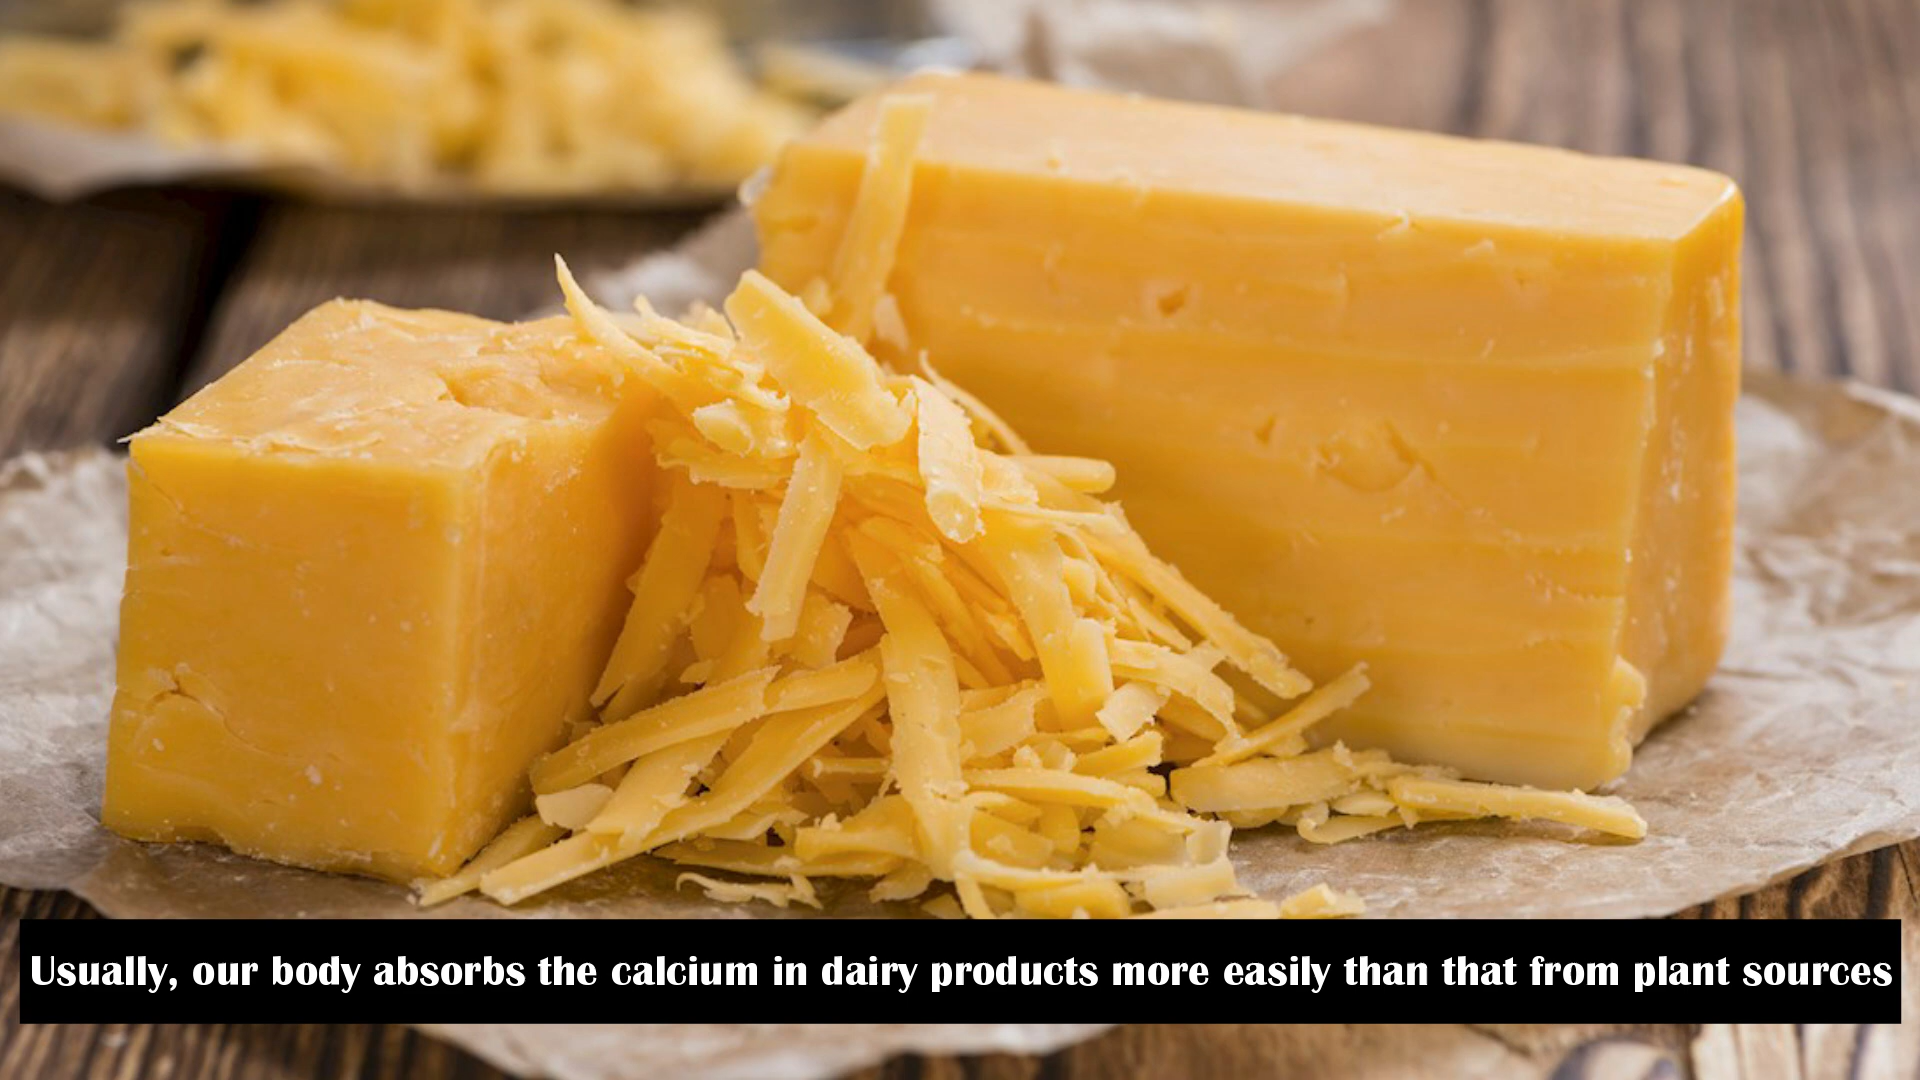 Usually, our body absorbs the calcium in dairy products more easily than that from plant sources